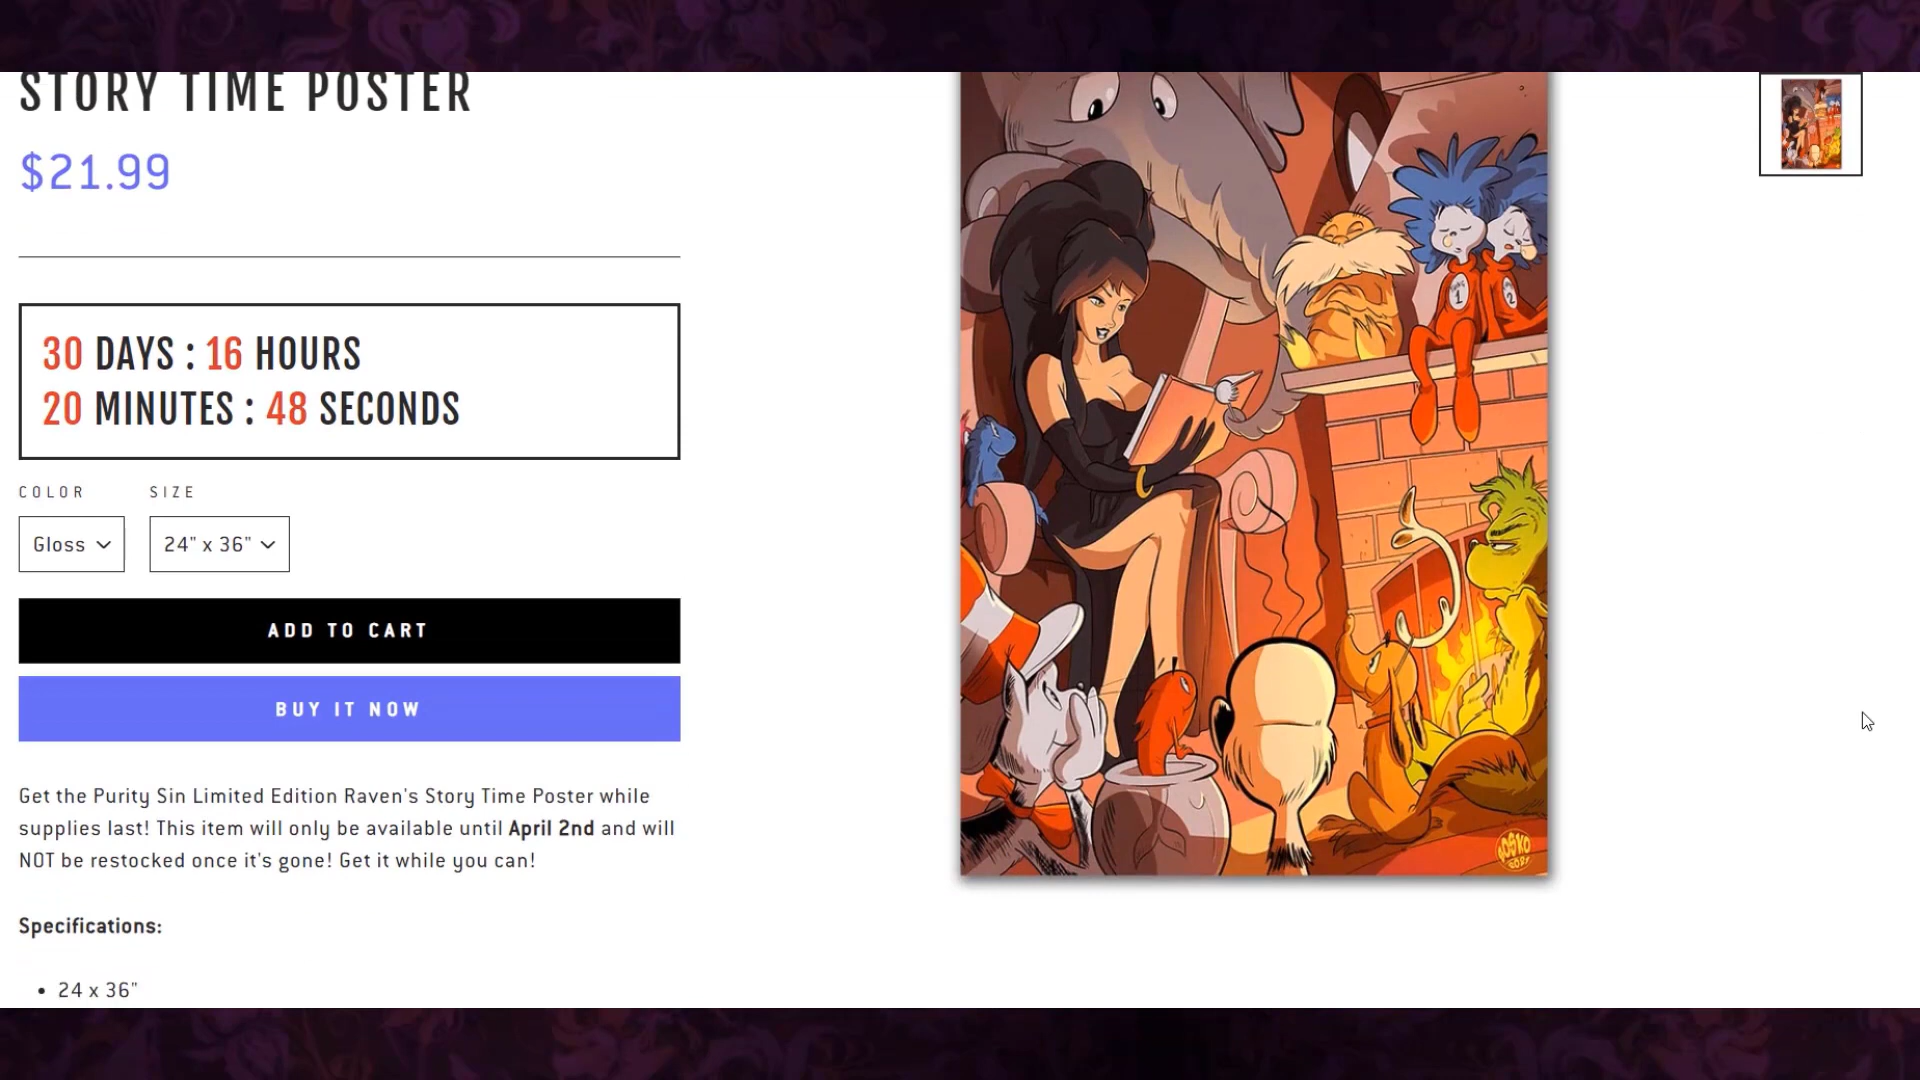 STORY TIME POSTER
$21.99
30 DAYS : 16 HOURS
20 MINUTES : 48 SECONDS
COLOR SIZE
Gloss 24" x 36"
ADD TO CART
BUY IT NOW
Get the Purity Sin Limited Edition Raven's Story Time Poster while
supplies last! This item will only be available until April 2nd and will
NOT be restocked once it's gone! Get it while you can!
Specifications:
• 24 x 36"
1
2